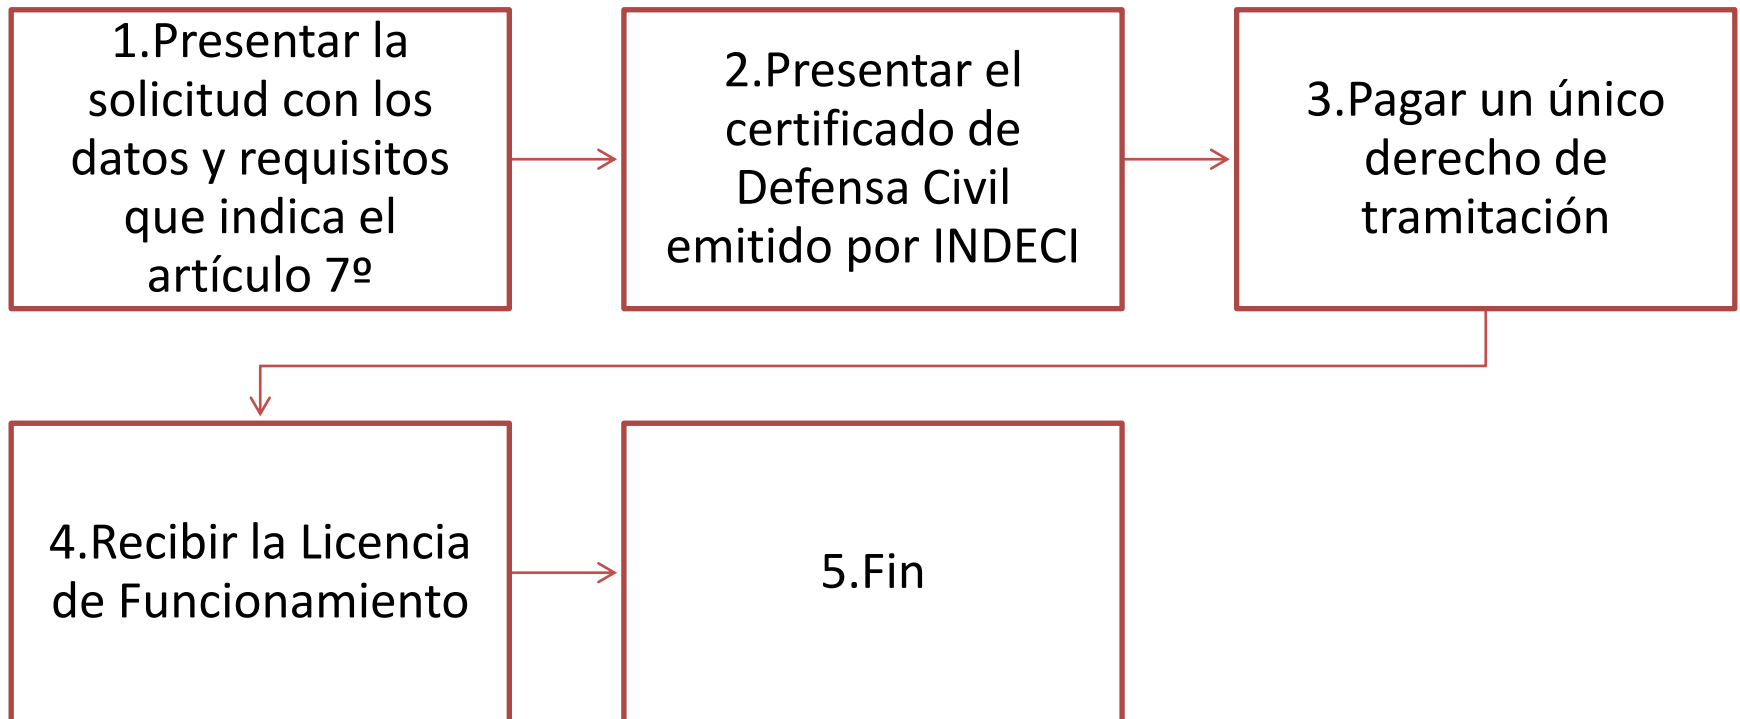 1.Presentar la
solicitud con los
datos y requisitos
que indica el
artículo 7º
2.Presentar el
certificado de
Defensa Civil
emitido por INDECI
3.Pagar un único
derecho de
tramitación
4.Recibir la Licencia
de Funcionamiento
5.Fin